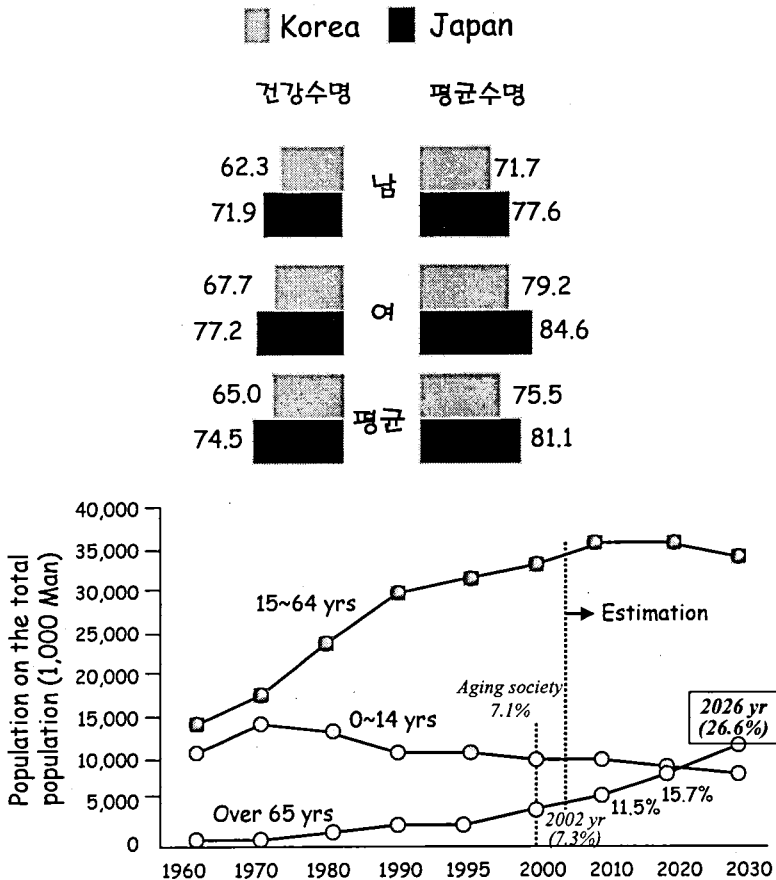 Korea Japan
건강수명 평균수명
62.3 남 71.7
71.9 77.6
67.7 여 79.2
77.2 84.6
65.0 평균 75.5
74.5 81.1
Population on the total
population (1,000 Man)
40,000
35,000
30,000
25,000
20,000
15,000
10,000
5,000
0
15~64 yrs
Estimation
Aging society
7.1%
0~14 yrs
2026 yr
(26.6%)
Over 65 yrs
2002 yr
(7.3%)
11.5%
15.7%
1960 1970 1980 1990 1995 2000 2010 2020 2030